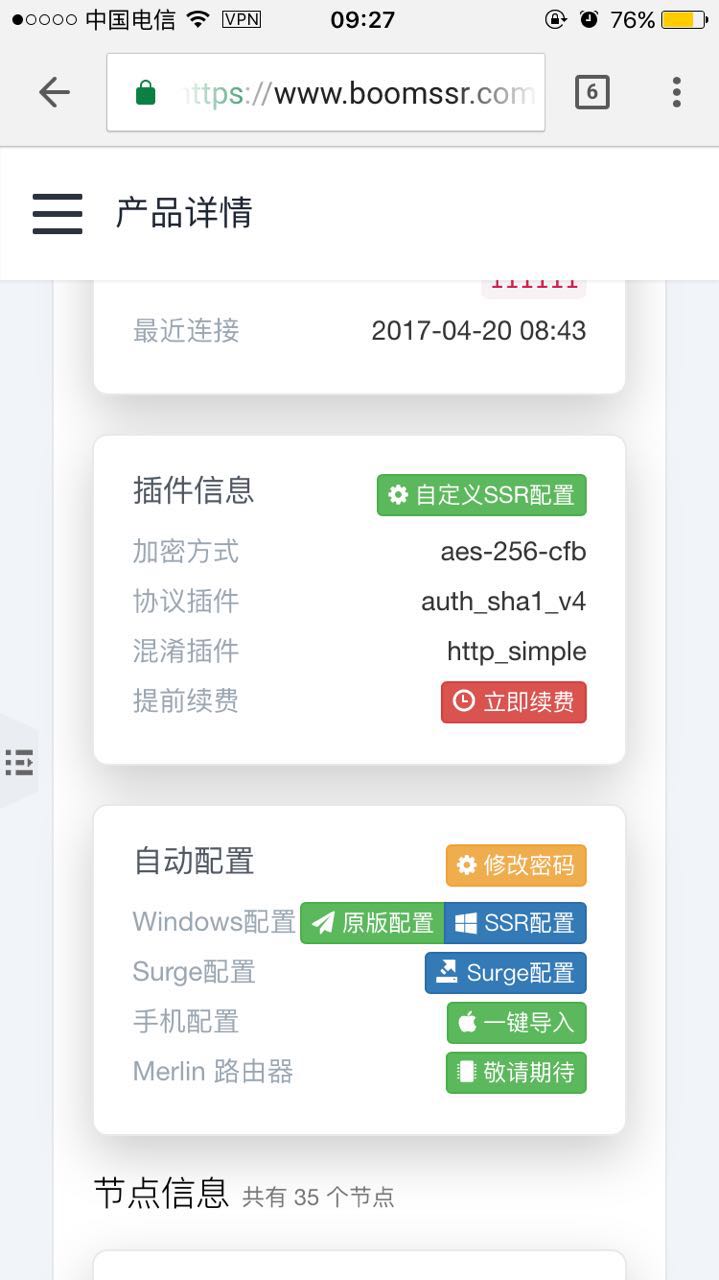 中国电信 VPN 09:27 76%
https://www.boomssr.com 6
产品详情
最近连接 2017-04-20 08:43
插件信息 自定义SSR配置
加密方式 aes-256-cfb
协议插件 auth_sha1_v4
混淆插件 http_simple
提前续费 立即续费
自动配置 修改密码
Windows配置 原版配置 SSR配置
Surge配置 Surge配置
手机配置 一键导入
Merlin 路由器 敬请期待
节点信息 共有 35 个节点